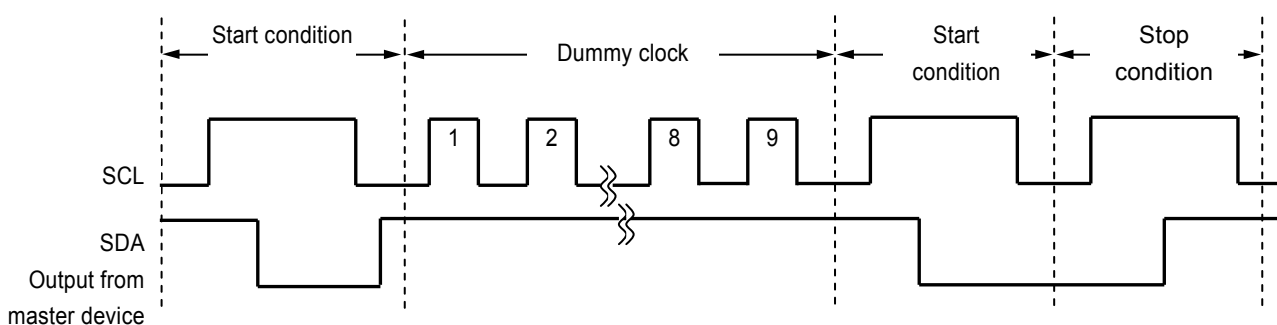 Start condition
Dummy clock
Start
condition
Stop
condition
1
2
8
9
SCL
SDA
Output from
master device